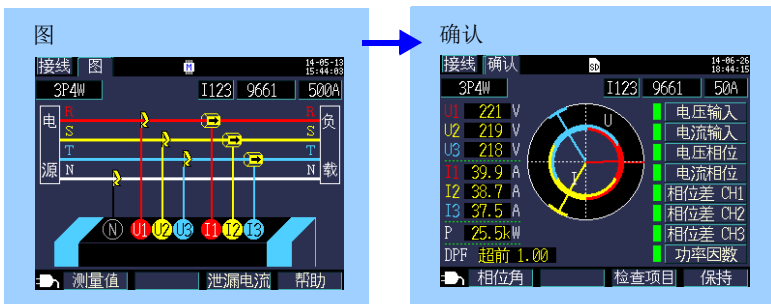 图
接线 图 M 14-05-13
15:44:03
3P4W I123 9661 500A
电源 R R 负载
S S
T T
N N
N U1 U2 U3 I1 I2 I3
测量值 泄漏电流 帮助
确认
接线 确认 SD 14-06-26
18:44:15
3P4W I123 9661 50A
U1 221 V U 电压输入
U2 219 V 电流输入
U3 218 V 电压相位
I1 39.9 A I 电流相位
I2 38.7 A 相位差 CH1
I3 37.5 A 相位差 CH2
P 25.5kW 相位差 CH3
DPF 超前 1.00 功率因数
相位角 检查项目 保持